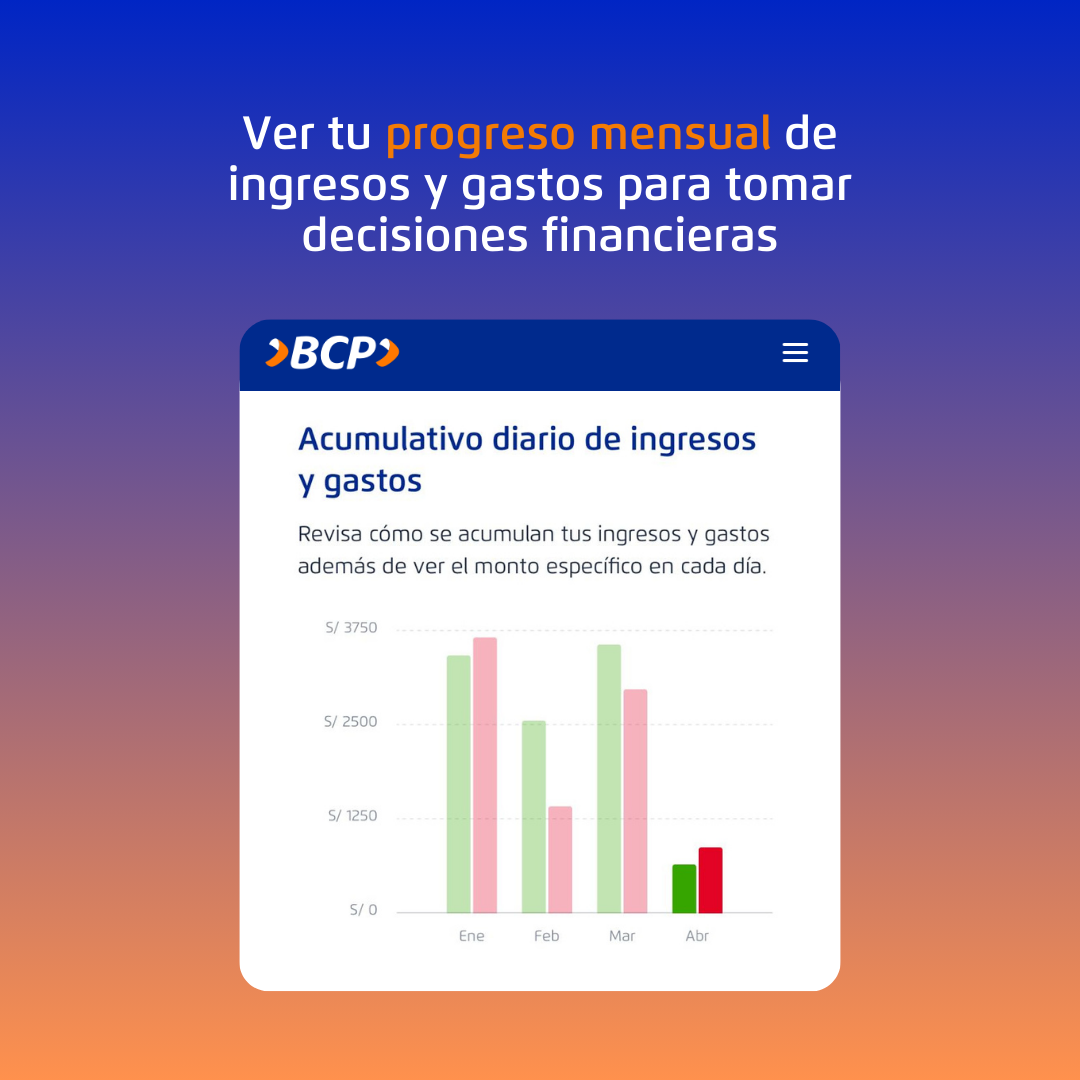 Ver tu progreso mensual de
ingresos y gastos para tomar
decisiones financieras
BCP
Acumulativo diario de ingresos
y gastos
Revisa cómo se acumulan tus ingresos y gastos
además de ver el monto específico en cada día.
S/ 3750
S/ 2500
S/ 1250
S/ 0
Ene Feb Mar Abr